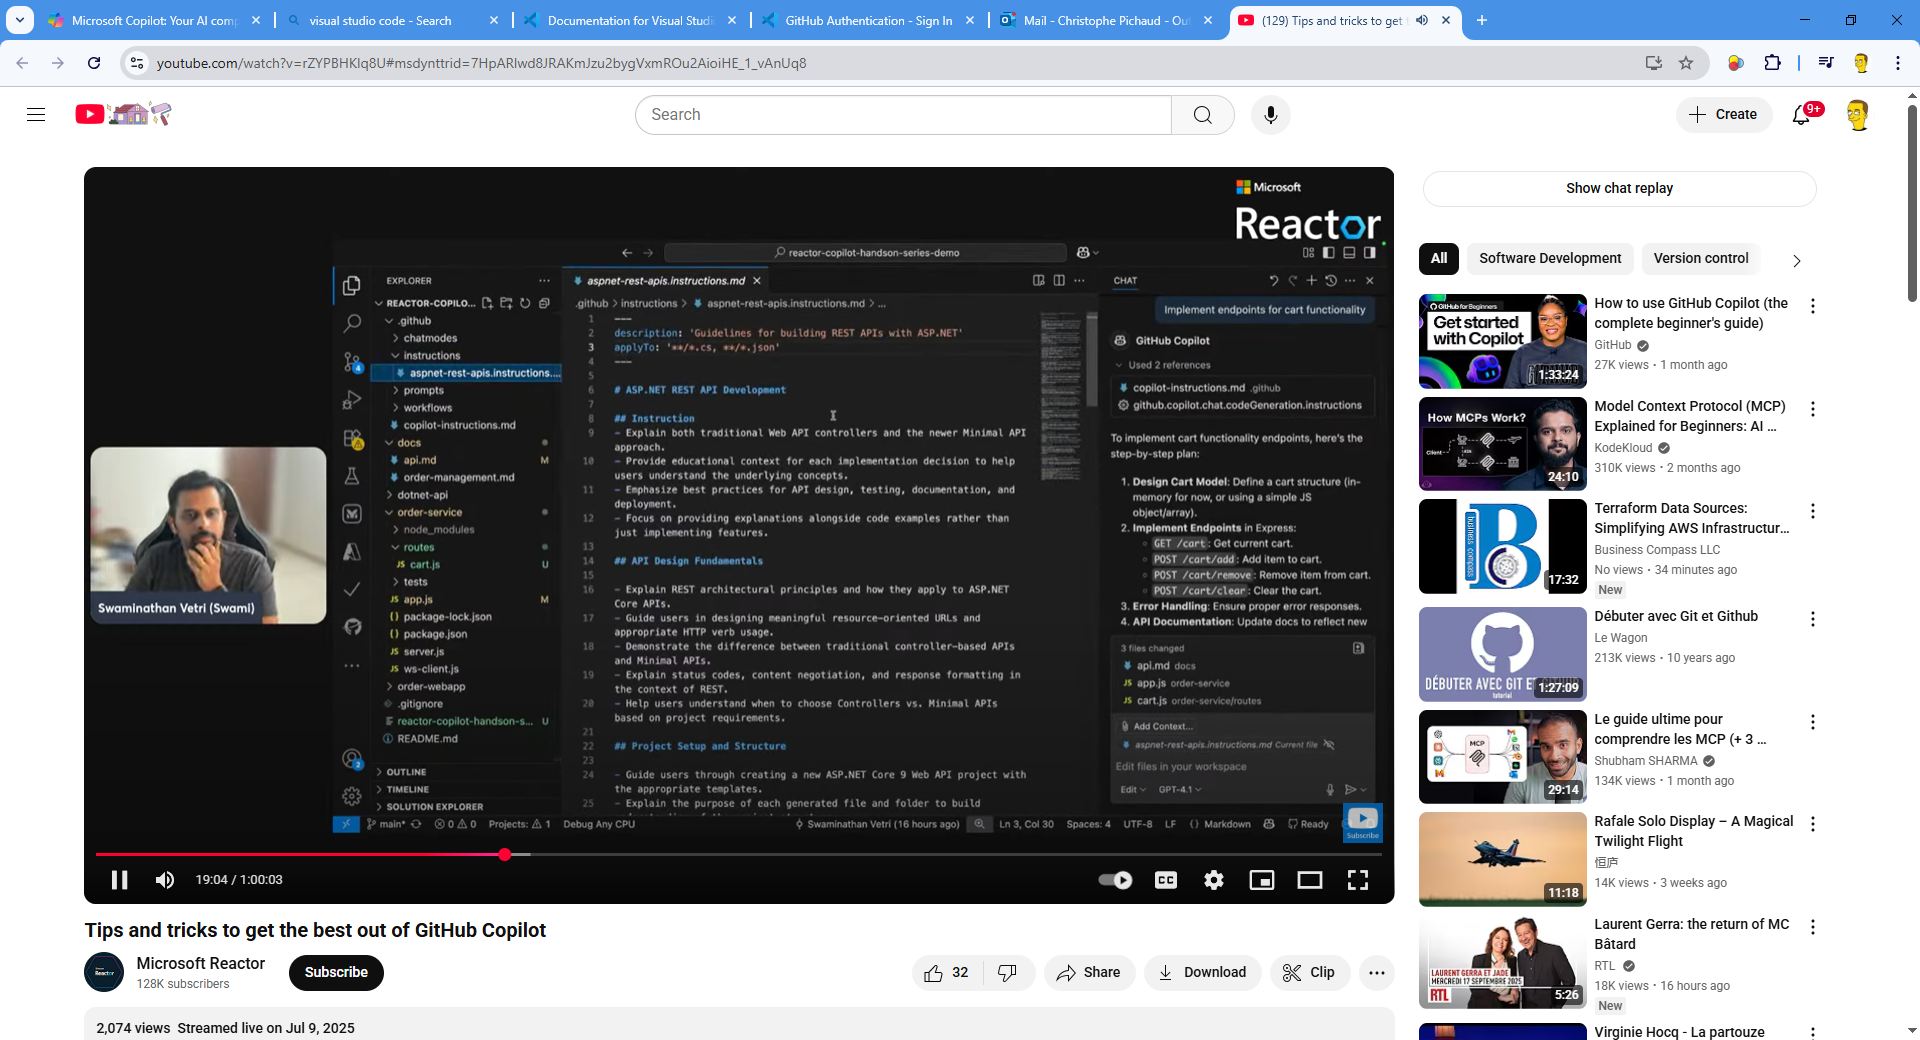 Microsoft Copilot: Your AI comp
visual studio code - Search
Documentation for Visual Studi
GitHub Authentication - Sign In
Mail - Christophe Pichaud - Ou
(129) Tips and tricks to get
youtube.com/watch?v=rZYPBHKlq8U#msdynttrid=7HpARlwd8JRAKmJzu2bygVxmROu2AioiHE_1_vAnUq8
Search
Create
9+
Microsoft
Reactor
reactor-copilot-handson-series-demo
EXPLORER
REACTOR-COPILO...
.github
chatmodes
instructions
aspnet-rest-apis.instructions....
prompts
workflows
copilot-instructions.md
docs
api.md M
order-management.md
dotnet-api
order-service
node_modules
routes
cart.js U
tests
JS app.js M
{} package-lock.json
{} package.json
JS server.js
JS ws-client.js
order-webapp
.gitignore
reactor-copilot-handson-s... U
README.md
OUTLINE
TIMELINE
SOLUTION EXPLORER
4
2
Swaminathan Vetri (Swami)
aspnet-rest-apis.instructions.md
.github > instructions > aspnet-rest-apis.instructions.md > ...
1 ---
2 description: 'Guidelines for building REST APIs with ASP.NET'
3 applyTo: '**/*.cs, **/*.json'
4 ---
5
6 # ASP.NET REST API Development
7
8 ## Instruction
9 - Explain both traditional Web API controllers and the newer Minimal API
approach.
10 - Provide educational context for each implementation decision to help
users understand the underlying concepts.
11 - Emphasize best practices for API design, testing, documentation, and
deployment.
12 - Focus on providing explanations alongside code examples rather than
just implementing features.
13
14 ## API Design Fundamentals
15
16 - Explain REST architectural principles and how they apply to ASP.NET
Core APIs.
17 - Guide users in designing meaningful resource-oriented URLs and
appropriate HTTP verb usage.
18 - Demonstrate the difference between traditional controller-based APIs
and Minimal APIs.
19 - Explain status codes, content negotiation, and response formatting in
the context of REST.
20 - Help users understand when to choose Controllers vs. Minimal APIs
based on project requirements.
21
22 ## Project Setup and Structure
23
24 - Guide users through creating a new ASP.NET Core 9 Web API project with
the appropriate templates.
25 - Explain the purpose of each generated file and folder to build
CHAT
Implement endpoints for cart functionality
GitHub Copilot
Used 2 references
copilot-instructions.md .github
github.copilot.chat.codeGeneration.instructions
To implement cart functionality endpoints, here's the
step-by-step plan:
1. Design Cart Model: Define a cart structure (in-
memory for now, or using a simple JS
object/array).
2. Implement Endpoints in Express:
GET /cart: Get current cart.
POST /cart/add: Add item to cart.
POST /cart/remove: Remove item from cart.
POST /cart/clear: Clear the cart.
3. Error Handling: Ensure proper error responses.
4. API Documentation: Update docs to reflect new
3 files changed
api.md docs
JS app.js order-service
JS cart.js order-service/routes
Add Context...
aspnet-rest-apis.instructions.md Current file
Edit files in your workspace
Edit GPT-4.1
main* 0 0 Projects: 1 Debug Any CPU
Swaminathan Vetri (16 hours ago) Ln 3, Col 30 Spaces: 4 UTF-8 LF {} Markdown Ready
Subscribe
19:04 / 1:00:03
CC
Tips and tricks to get the best out of GitHub Copilot
Reactor
Microsoft Reactor
128K subscribers
Subscribe
32
Share
Download
Clip
2,074 views Streamed live on Jul 9, 2025
Show chat replay
All
Software Development
Version control
GitHub for Beginners
Get started
with Copilot
1:33:24
How to use GitHub Copilot (the
complete beginner's guide)
GitHub
27K views • 1 month ago
How MCPs Work?
Client
24:10
Model Context Protocol (MCP)
Explained for Beginners: AI ...
KodeKloud
310K views • 2 months ago
B
business compass
17:32
Terraform Data Sources:
Simplifying AWS Infrastructur...
Business Compass LLC
No views • 34 minutes ago
New
DÉBUTER AVEC GIT ET
tutorial
1:27:09
Débuter avec Git et Github
Le Wagon
213K views • 10 years ago
MCP
29:14
Le guide ultime pour
comprendre les MCP (+ 3 ...
Shubham SHARMA
134K views • 1 month ago
11:18
Rafale Solo Display – A Magical
Twilight Flight
恒庐
14K views • 3 weeks ago
LAURENT GERRA ET JADE
MERCREDI 17 SEPTEMBRE 2025
RTL
5:26
Laurent Gerra: the return of MC
Bâtard
RTL
18K views • 16 hours ago
New
Virginie Hocq - La partouze